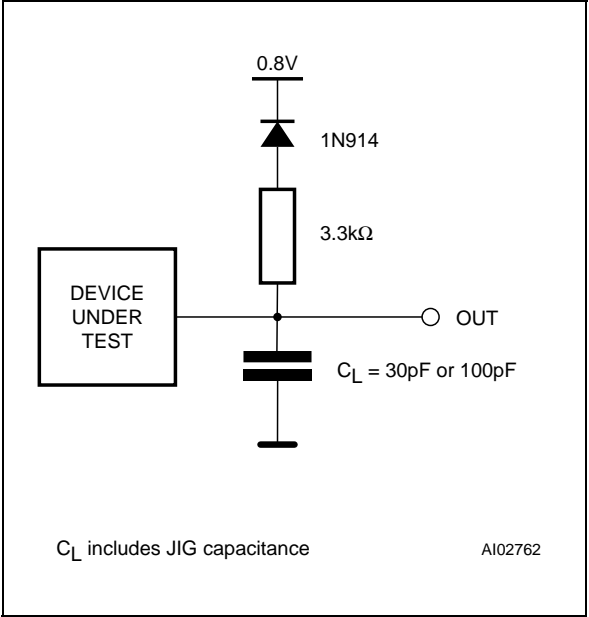 0.8V
1N914
3.3kΩ
DEVICE
UNDER
TEST
OUT
CL = 30pF or 100pF
CL includes JIG capacitance
AI02762